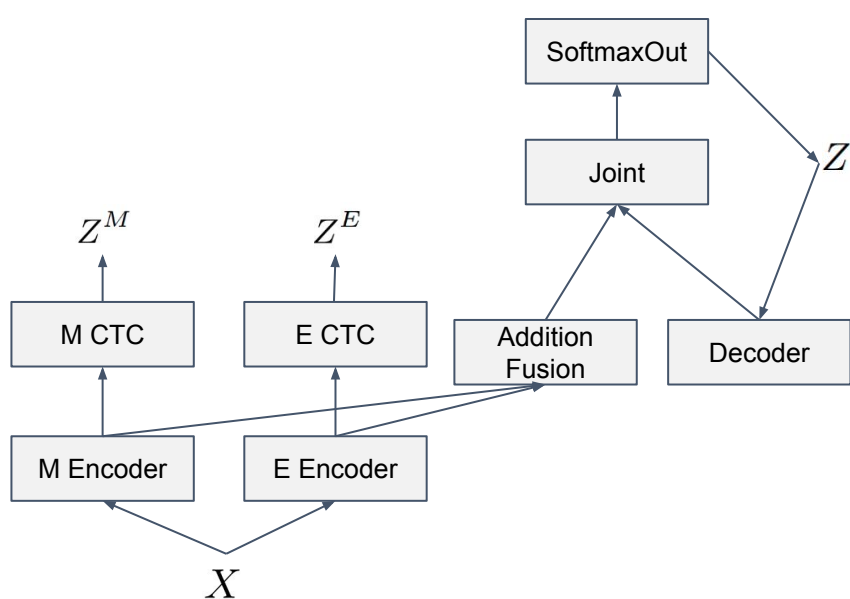 SoftmaxOut
Joint
Z
Z^M
Z^E
M CTC
E CTC
Addition
Fusion
Decoder
M Encoder
E Encoder
X